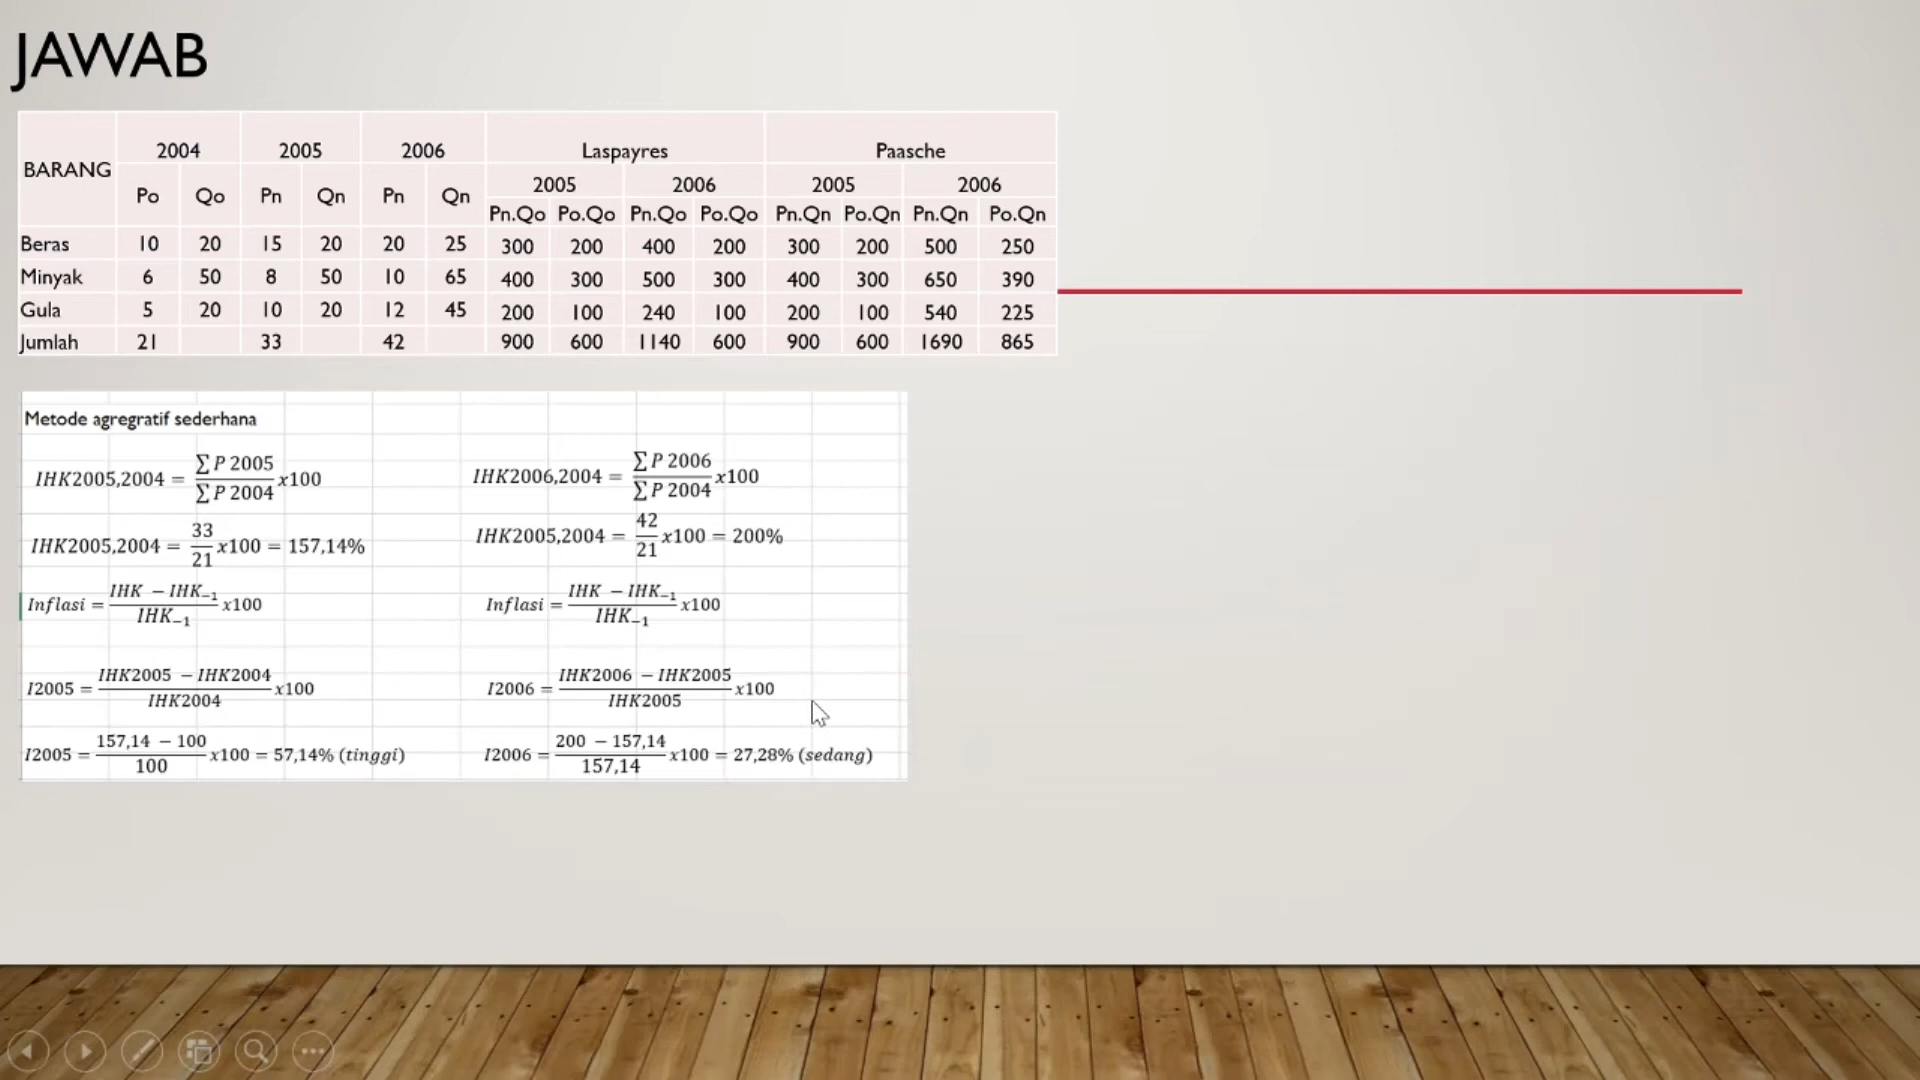 JAWAB
BARANG 2004 2005 2006 Laspayres Paasche
2005 2006 2005 2006
Po Qo Pn Qn Pn Qn Pn.Qo Po.Qo Pn.Qo Po.Qo Pn.Qn Po.Qn Pn.Qn Po.Qn
Beras 10 20 15 20 20 25 300 200 400 200 300 200 500 250
Minyak 6 50 8 50 10 65 400 300 500 300 400 300 650 390
Gula 5 20 10 20 12 45 200 100 240 100 200 100 540 225
Jumlah 21 33 42 900 600 1140 600 900 600 1690 865
Metode agregratif sederhana
IHK2005,2004 = ∑P 2005 / ∑P 2004 x100
IHK2005,2004 = 33/21 x100 = 157,14%
Inflasi = IHK − IHK₋₁ / IHK₋₁ x100
I2005 = IHK2005 − IHK2004 / IHK2004 x100
I2005 = 157,14 − 100 / 100 x100 = 57,14% (tinggi)
IHK2006,2004 = ∑P 2006 / ∑P 2004 x100
IHK2005,2004 = 42/21 x100 = 200%
Inflasi = IHK − IHK₋₁ / IHK₋₁ x100
I2006 = IHK2006 − IHK2005 / IHK2005 x100
I2006 = 200 − 157,14 / 157,14 x100 = 27,28% (sedang)